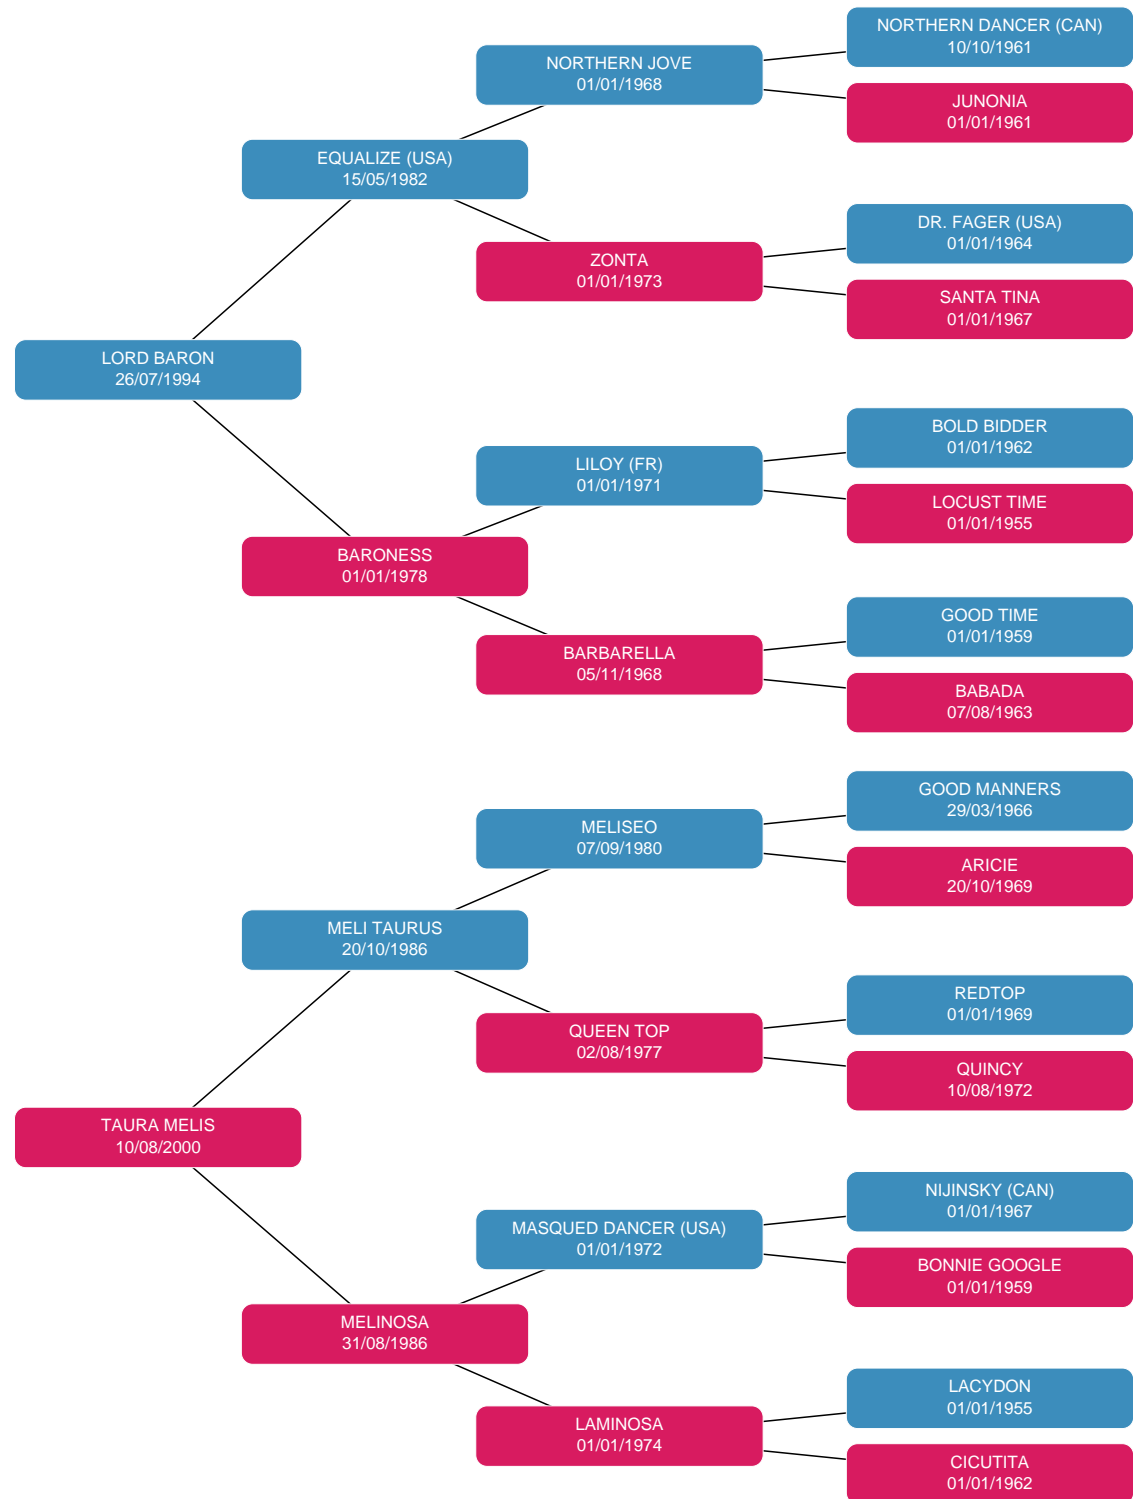 NORTHERN DANCER (CAN)
10/10/1961
NORTHERN JOVE
01/01/1968
JUNONIA
01/01/1961
EQUALIZE (USA)
15/05/1982
DR. FAGER (USA)
01/01/1964
ZONTA
01/01/1973
SANTA TINA
01/01/1967
LORD BARON
26/07/1994
BOLD BIDDER
01/01/1962
LILOY (FR)
01/01/1971
LOCUST TIME
01/01/1955
BARONESS
01/01/1978
GOOD TIME
01/01/1959
BARBARELLA
05/11/1968
BABADA
07/08/1963
GOOD MANNERS
29/03/1966
MELISEO
07/09/1980
ARICIE
20/10/1969
MELI TAURUS
20/10/1986
REDTOP
01/01/1969
QUEEN TOP
02/08/1977
QUINCY
10/08/1972
TAURA MELIS
10/08/2000
NIJINSKY (CAN)
01/01/1967
MASQUED DANCER (USA)
01/01/1972
BONNIE GOOGLE
01/01/1959
MELINOSA
31/08/1986
LACYDON
01/01/1955
LAMINOSA
01/01/1974
CICUTITA
01/01/1962